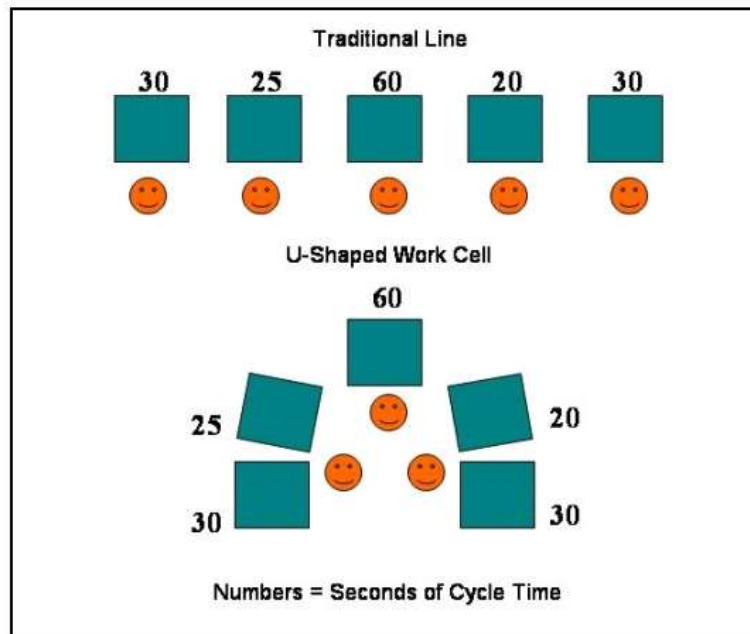 Traditional Line
30 25 60 20 30
U-Shaped Work Cell
60
25 20
30 30
Numbers = Seconds of Cycle Time